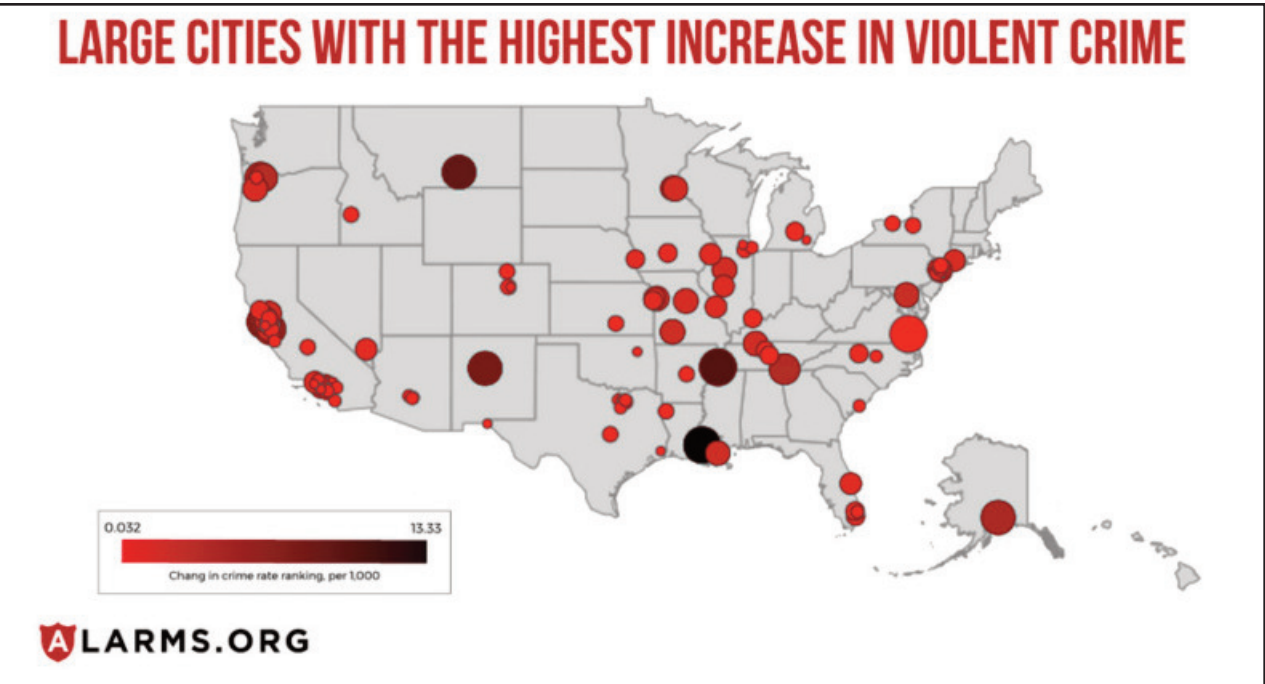 LARGE CITIES WITH THE HIGHEST INCREASE IN VIOLENT CRIME
0.032 13.33
Chang in crime rate ranking, per 1,000
ALARMS.ORG